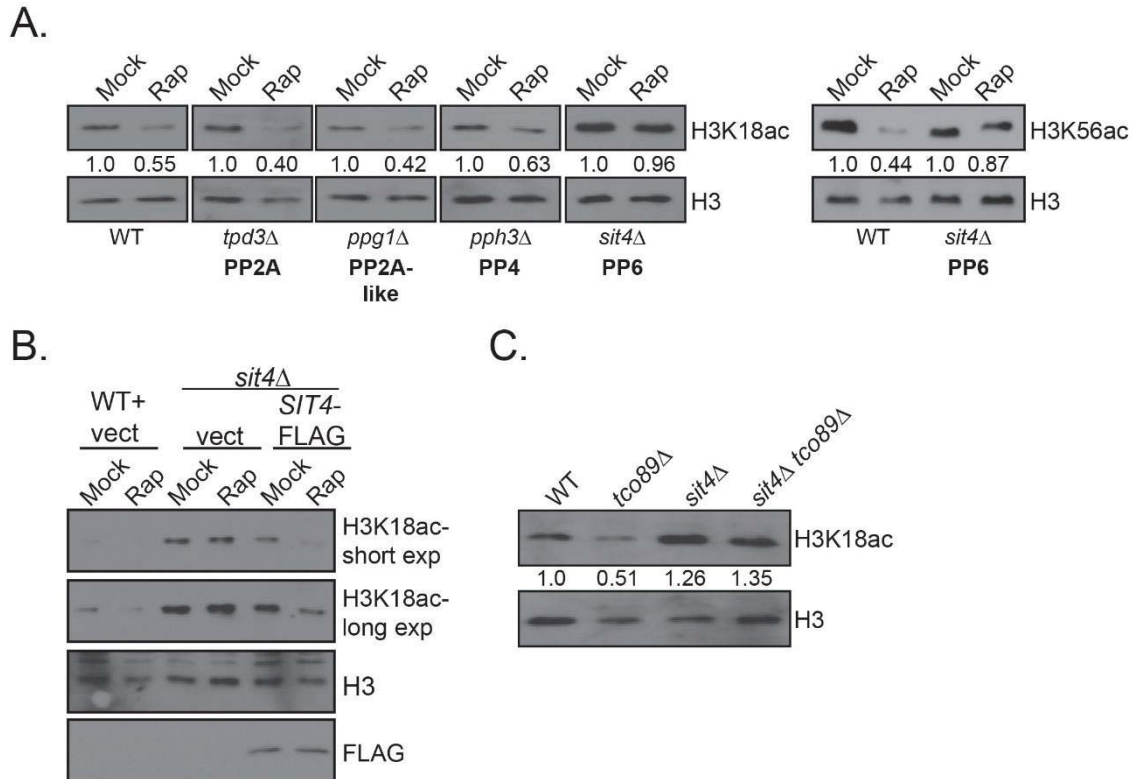 A.
Mock Rap Mock Rap Mock Rap Mock Rap Mock Rap Mock Rap Mock Rap
H3K18ac H3K56ac
1.0 0.55 1.0 0.40 1.0 0.42 1.0 0.63 1.0 0.96 1.0 0.44 1.0 0.87
H3 H3
WT tpd3Δ ppg1Δ pph3Δ sit4Δ WT sit4Δ
PP2A PP2A- PP4 PP6 PP6
like
B.
sit4Δ
WT+ SIT4-
vect vect FLAG
Mock Rap Mock Rap Mock Rap
H3K18ac-
short exp
H3K18ac-
long exp
H3
FLAG
C.
WT tco89Δ sit4Δ sit4Δ tco89Δ
H3K18ac
1.0 0.51 1.26 1.35
H3